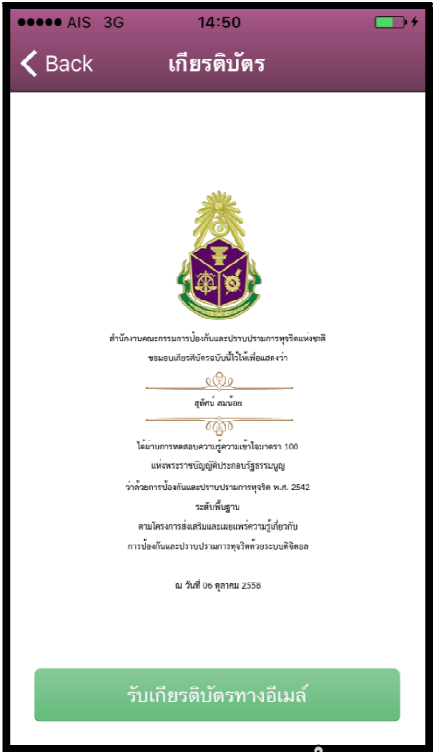 AIS 3G 14:50
Back เกียรติบัตร
สำนักงานคณะกรรมการป้องกันและปราบปรามการทุจริตแห่งชาติ
ขอมอบเกียรติบัตรฉบับนี้ไว้ให้เพื่อแสดงว่า
สุทัศน์ สมน้อย
ได้ผ่านการทดสอบความรู้ความเข้าใจมาตรา 100
แห่งพระราชบัญญัติประกอบรัฐธรรมนูญ
ว่าด้วยการป้องกันและปราบปรามการทุจริต พ.ศ. 2542
ระดับพื้นฐาน
ตามโครงการส่งเสริมและเผยแพร่ความรู้เกี่ยวกับ
การป้องกันและปราบปรามการทุจริตด้วยระบบดิจิตอล
ณ วันที่ 06 ตุลาคม 2558
รับเกียรติบัตรทางอีเมล์